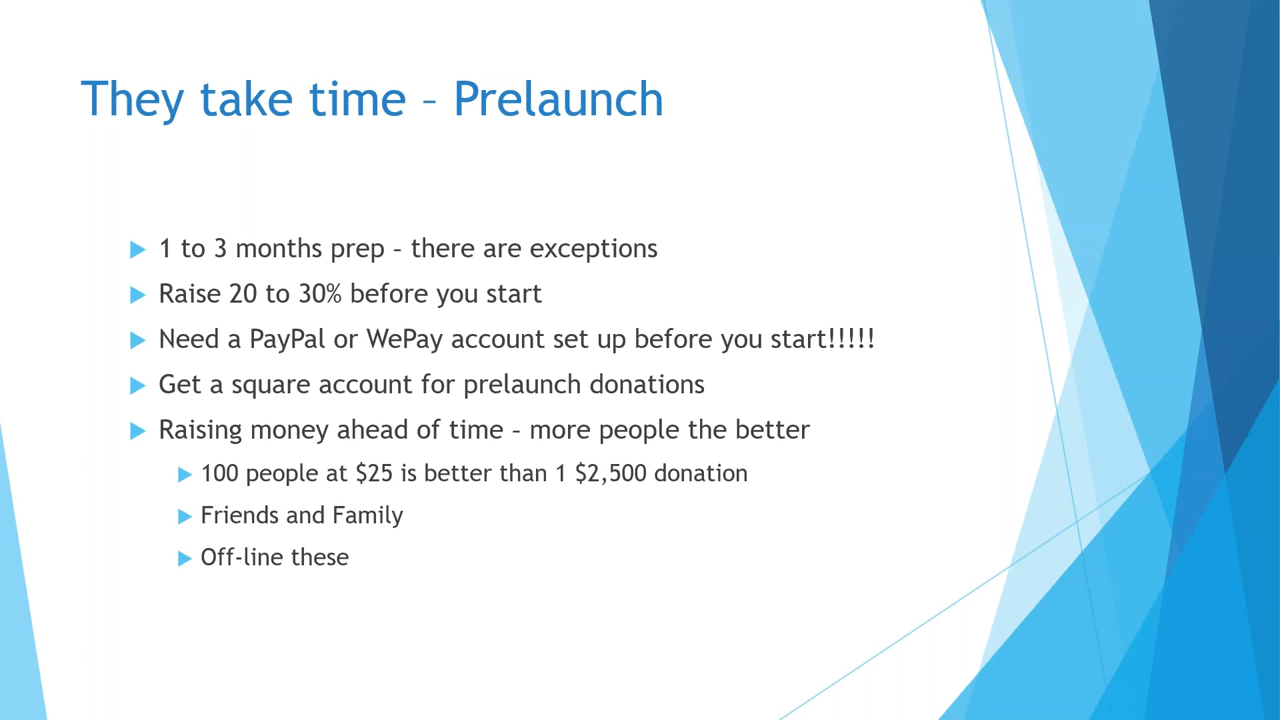 They take time – Prelaunch
1 to 3 months prep – there are exceptions
Raise 20 to 30% before you start
Need a PayPal or WePay account set up before you start!!!!!
Get a square account for prelaunch donations
Raising money ahead of time – more people the better
100 people at $25 is better than 1 $2,500 donation
Friends and Family
Off-line these